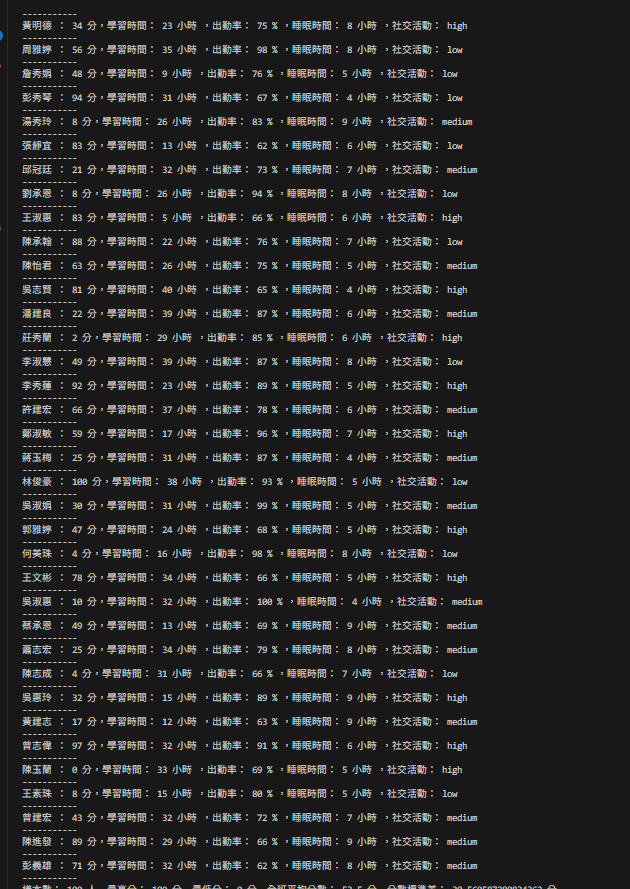 -----------
黃明德 ： 34 分，學習時間： 23 小時 ，出勤率： 75 % ，睡眠時間： 8 小時 ，社交活動： high
-----------
周雅婷 ： 56 分，學習時間： 35 小時 ，出勤率： 98 % ，睡眠時間： 8 小時 ，社交活動： low
-----------
詹秀娟 ： 48 分，學習時間： 9 小時 ，出勤率： 76 % ，睡眠時間： 5 小時 ，社交活動： low
-----------
彭秀琴 ： 94 分，學習時間： 31 小時 ，出勤率： 67 % ，睡眠時間： 4 小時 ，社交活動： low
-----------
湯秀玲 ： 8 分，學習時間： 26 小時 ，出勤率： 83 % ，睡眠時間： 9 小時 ，社交活動： medium
-----------
張靜宜 ： 83 分，學習時間： 13 小時 ，出勤率： 62 % ，睡眠時間： 6 小時 ，社交活動： low
-----------
邱冠廷 ： 21 分，學習時間： 32 小時 ，出勤率： 73 % ，睡眠時間： 7 小時 ，社交活動： medium
-----------
劉承恩 ： 8 分，學習時間： 26 小時 ，出勤率： 94 % ，睡眠時間： 8 小時 ，社交活動： low
-----------
王淑惠 ： 83 分，學習時間： 5 小時 ，出勤率： 66 % ，睡眠時間： 6 小時 ，社交活動： high
-----------
陳承翰 ： 88 分，學習時間： 22 小時 ，出勤率： 76 % ，睡眠時間： 7 小時 ，社交活動： low
-----------
陳怡君 ： 63 分，學習時間： 26 小時 ，出勤率： 75 % ，睡眠時間： 5 小時 ，社交活動： medium
-----------
吳志賢 ： 81 分，學習時間： 40 小時 ，出勤率： 65 % ，睡眠時間： 4 小時 ，社交活動： high
-----------
潘建良 ： 22 分，學習時間： 39 小時 ，出勤率： 87 % ，睡眠時間： 6 小時 ，社交活動： medium
-----------
莊秀蘭 ： 2 分，學習時間： 29 小時 ，出勤率： 85 % ，睡眠時間： 6 小時 ，社交活動： high
-----------
李淑慧 ： 49 分，學習時間： 39 小時 ，出勤率： 87 % ，睡眠時間： 8 小時 ，社交活動： low
-----------
李秀蓮 ： 92 分，學習時間： 23 小時 ，出勤率： 89 % ，睡眠時間： 5 小時 ，社交活動： high
-----------
許建宏 ： 66 分，學習時間： 37 小時 ，出勤率： 78 % ，睡眠時間： 6 小時 ，社交活動： medium
-----------
鄭淑敏 ： 59 分，學習時間： 17 小時 ，出勤率： 96 % ，睡眠時間： 7 小時 ，社交活動： high
-----------
蔣玉梅 ： 25 分，學習時間： 31 小時 ，出勤率： 87 % ，睡眠時間： 4 小時 ，社交活動： medium
-----------
林俊豪 ： 100 分，學習時間： 38 小時 ，出勤率： 93 % ，睡眠時間： 5 小時 ，社交活動： low
-----------
吳淑娟 ： 30 分，學習時間： 31 小時 ，出勤率： 99 % ，睡眠時間： 5 小時 ，社交活動： medium
-----------
郭雅婷 ： 47 分，學習時間： 24 小時 ，出勤率： 68 % ，睡眠時間： 5 小時 ，社交活動： high
-----------
何美珠 ： 4 分，學習時間： 16 小時 ，出勤率： 98 % ，睡眠時間： 8 小時 ，社交活動： low
-----------
王文彬 ： 78 分，學習時間： 34 小時 ，出勤率： 66 % ，睡眠時間： 5 小時 ，社交活動： high
-----------
吳淑惠 ： 10 分，學習時間： 32 小時 ，出勤率： 100 % ，睡眠時間： 4 小時 ，社交活動： medium
-----------
蔡承恩 ： 49 分，學習時間： 13 小時 ，出勤率： 69 % ，睡眠時間： 9 小時 ，社交活動： medium
-----------
蕭志宏 ： 25 分，學習時間： 34 小時 ，出勤率： 79 % ，睡眠時間： 8 小時 ，社交活動： medium
-----------
陳志成 ： 4 分，學習時間： 31 小時 ，出勤率： 66 % ，睡眠時間： 7 小時 ，社交活動： low
-----------
吳惠玲 ： 32 分，學習時間： 15 小時 ，出勤率： 89 % ，睡眠時間： 9 小時 ，社交活動： high
-----------
黃建志 ： 17 分，學習時間： 12 小時 ，出勤率： 63 % ，睡眠時間： 9 小時 ，社交活動： medium
-----------
曾志偉 ： 97 分，學習時間： 32 小時 ，出勤率： 91 % ，睡眠時間： 6 小時 ，社交活動： high
-----------
陳玉蘭 ： 0 分，學習時間： 33 小時 ，出勤率： 69 % ，睡眠時間： 5 小時 ，社交活動： high
-----------
王素珠 ： 8 分，學習時間： 15 小時 ，出勤率： 80 % ，睡眠時間： 5 小時 ，社交活動： low
-----------
曾建宏 ： 43 分，學習時間： 32 小時 ，出勤率： 72 % ，睡眠時間： 7 小時 ，社交活動： medium
-----------
陳進發 ： 89 分，學習時間： 29 小時 ，出勤率： 66 % ，睡眠時間： 9 小時 ，社交活動： medium
-----------
彭義雄 ： 71 分，學習時間： 32 小時 ，出勤率： 62 % ，睡眠時間： 8 小時 ，社交活動： medium
-----------